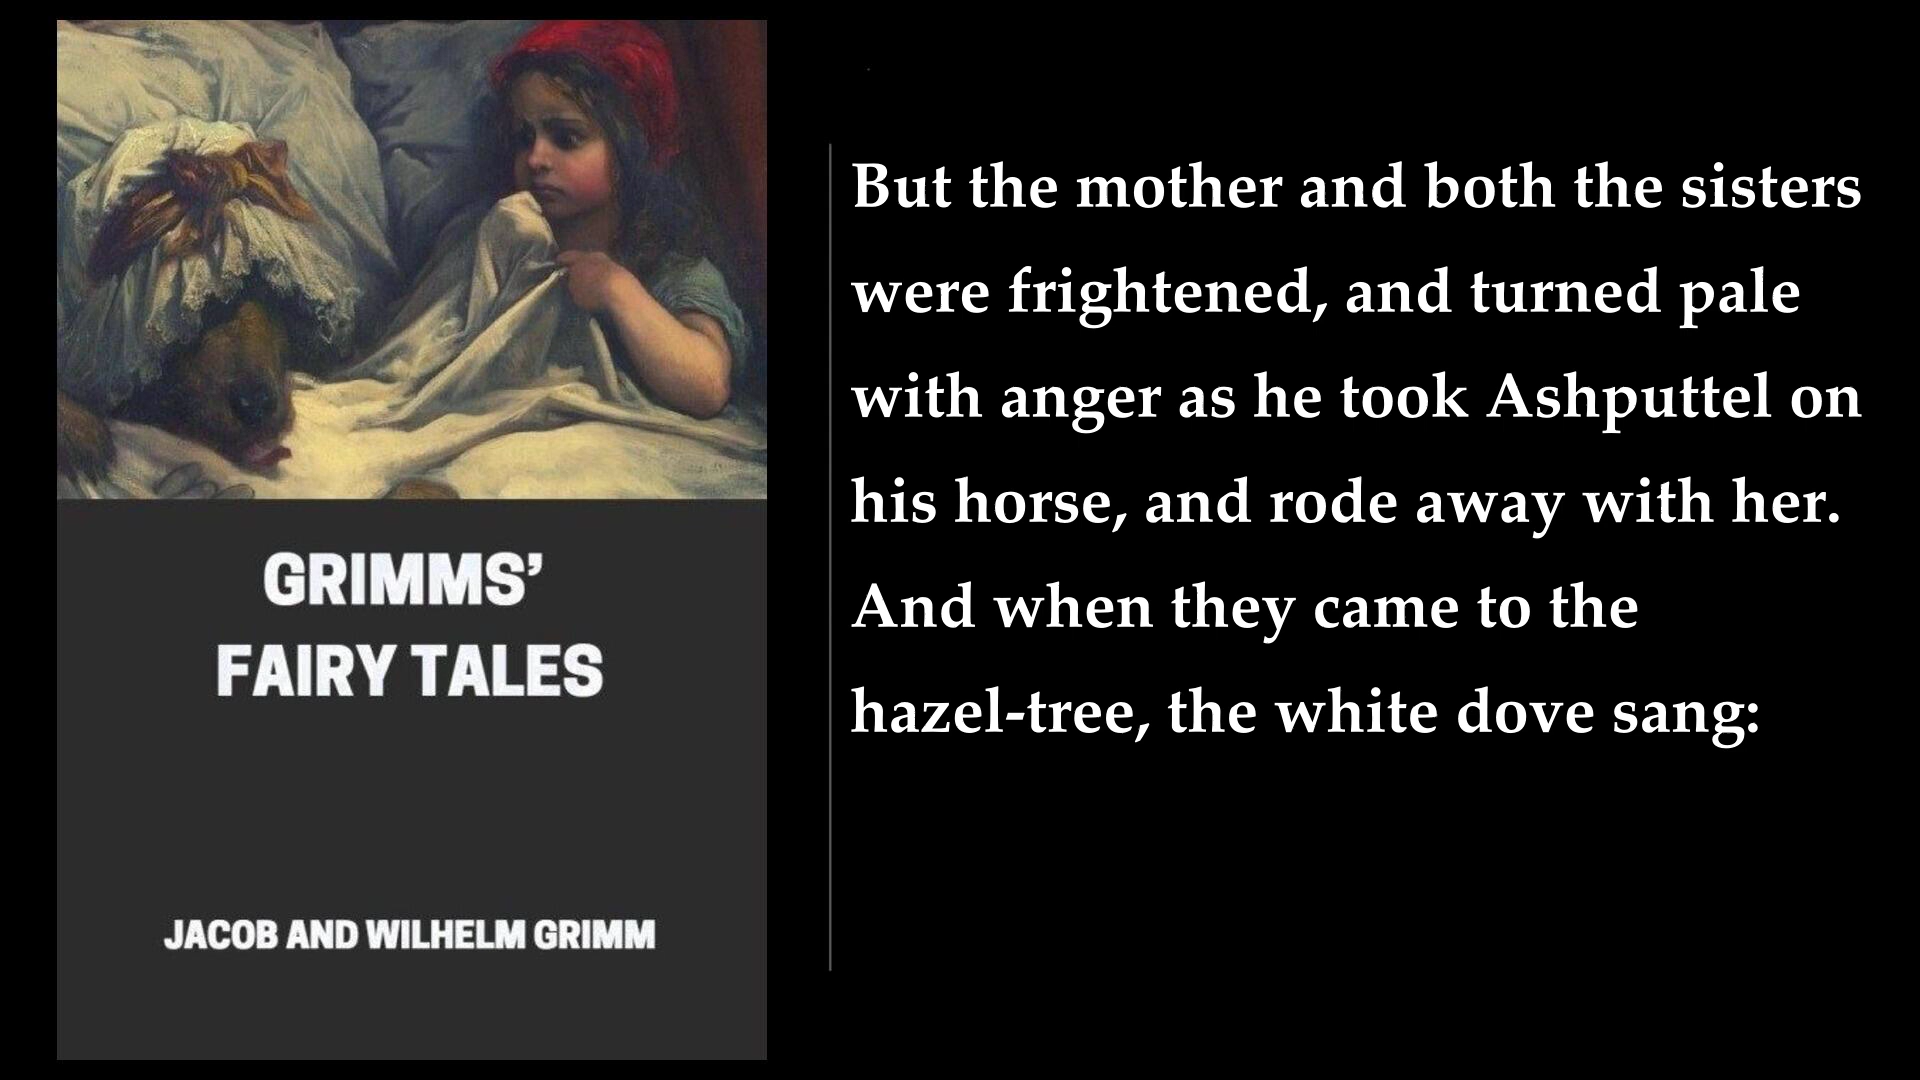 GRIMMS’
FAIRY TALES
JACOB AND WILHELM GRIMM
But the mother and both the sisters
were frightened, and turned pale
with anger as he took Ashputtel on
his horse, and rode away with her.
And when they came to the
hazel-tree, the white dove sang: